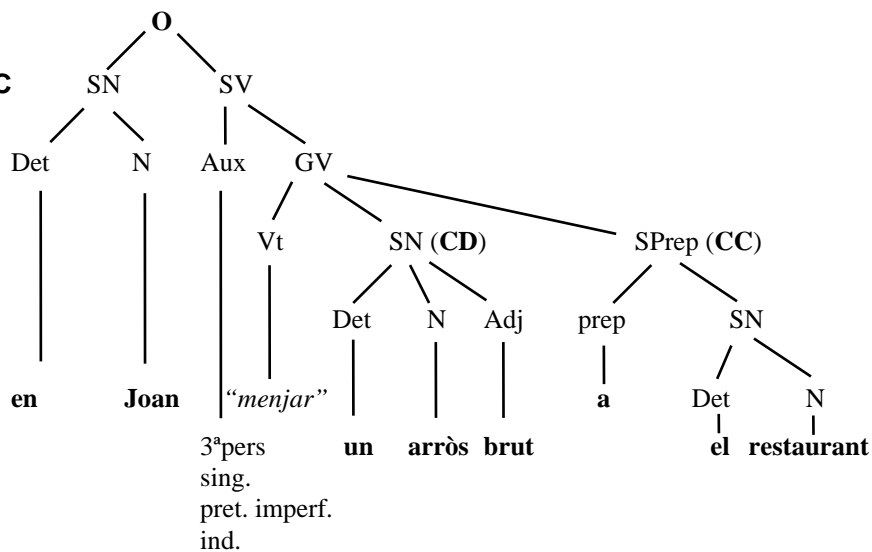 O
C SN SV
Det N Aux GV
Vt SN (CD) SPrep (CC)
Det N Adj prep SN
en Joan “menjar” a Det N
3ªpers un arròs brut el restaurant
sing.
pret. imperf.
ind.